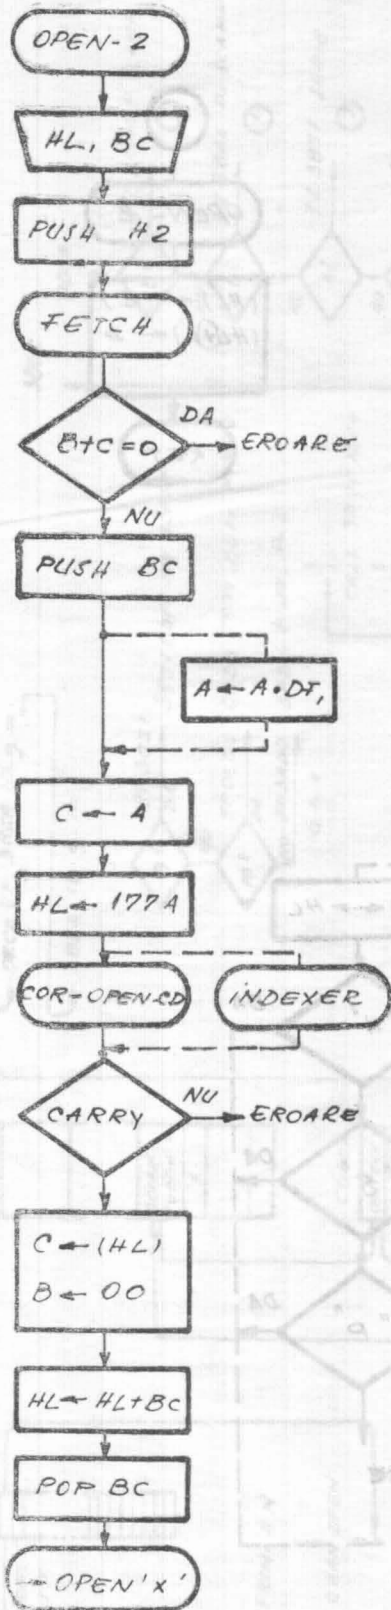 OPEN-2
HL, BC
PUSH H2
FETCH
B+C=0
DA
EROARE
NU
PUSH BC
A ← A•DF,
C ← A
HL ← 177A
COR-OPEN-CD
INDEXER
CARRY
NU
EROARE
C ← (HL)
B ← 00
HL ← HL+BC
POP BC
→ OPEN'x'